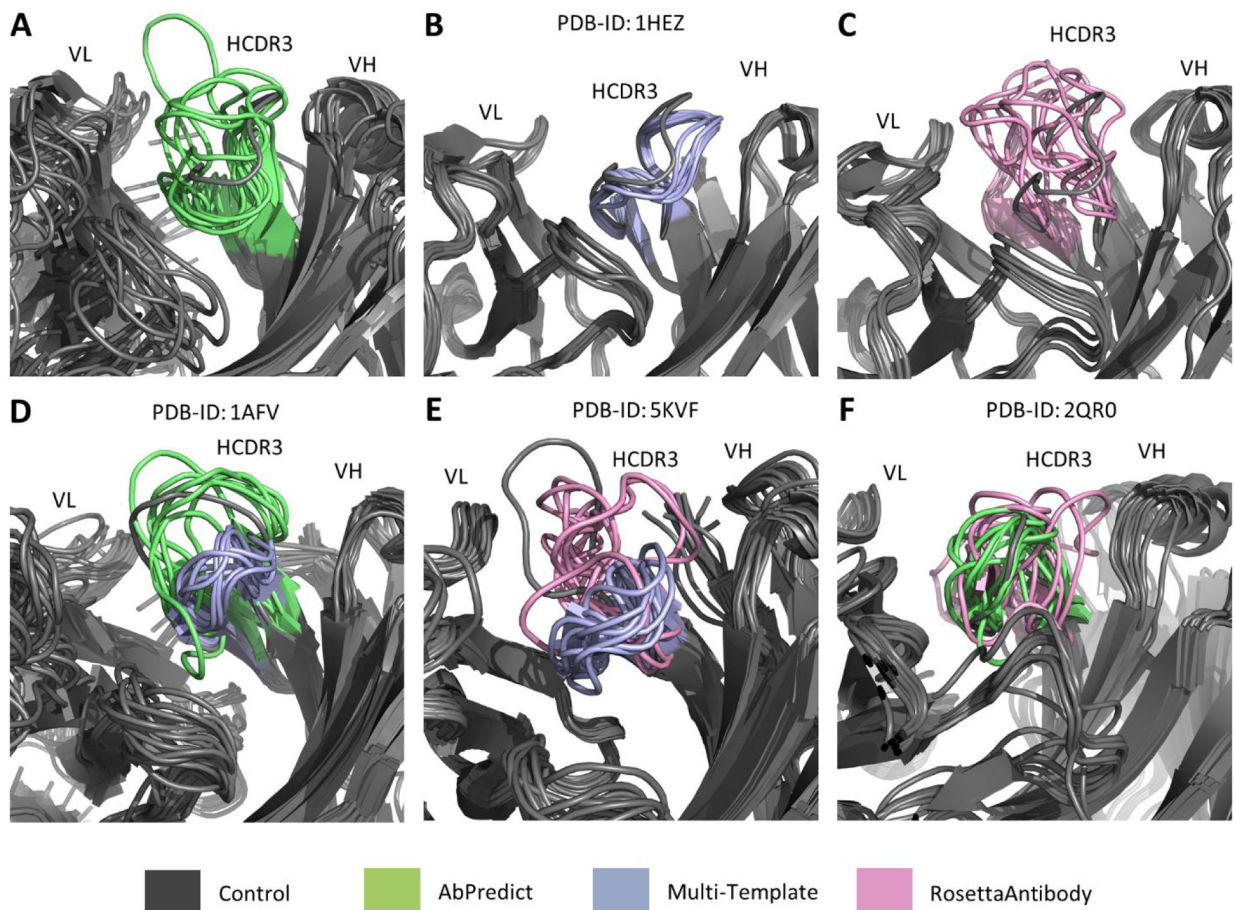 A
VL
HCDR3
VH
B
PDB-ID: 1HEZ
VL
HCDR3
VH
C
HCDR3
VL
VH
D
PDB-ID: 1AFV
HCDR3
VL
VH
E
PDB-ID: 5KVF
VL
HCDR3
VH
F
PDB-ID: 2QR0
VL
HCDR3
VH
Control
AbPredict
Multi-Template
RosettaAntibody